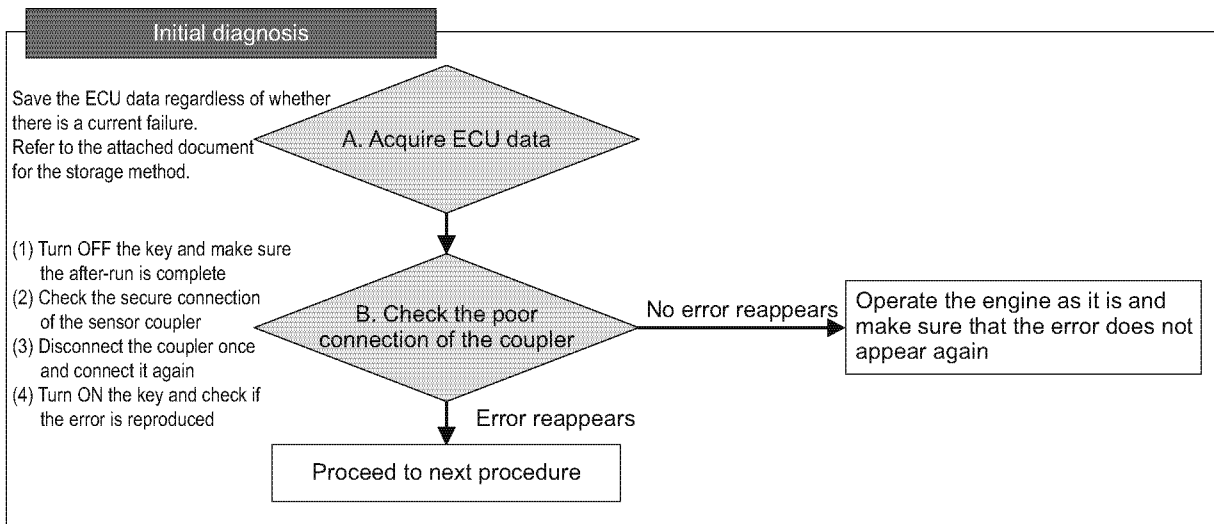 Initial diagnosis
Save the ECU data regardless of whether
there is a current failure.
Refer to the attached document
for the storage method.
A. Acquire ECU data
(1) Turn OFF the key and make sure
the after-run is complete
(2) Check the secure connection
of the sensor coupler
(3) Disconnect the coupler once
and connect it again
(4) Turn ON the key and check if
the error is reproduced
B. Check the poor
connection of the coupler
No error reappears
Operate the engine as it is and
make sure that the error does not
appear again
Error reappears
Proceed to next procedure